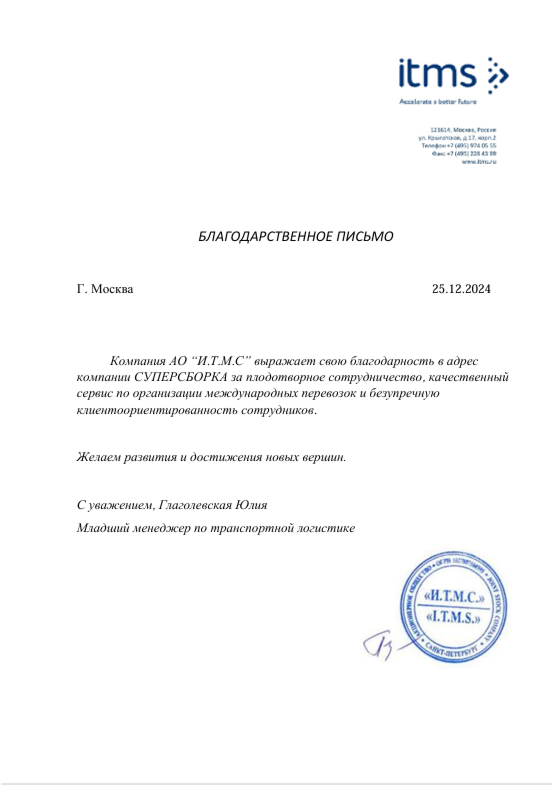 itms
Accelerate a better future
123614, Москва, Россия
ул. Крылатская, д.17, корп.2
Телефон +7 (495) 974 05 55
Факс +7 (495) 228 43 99
www.itms.ru
БЛАГОДАРСТВЕННОЕ ПИСЬМО
Г. Москва 25.12.2024
Компания АО “И.Т.М.С” выражает свою благодарность в адрес
компании СУПЕРСБОРКА за плодотворное сотрудничество, качественный
сервис по организации международных перевозок и безупречную
клиентоориентированность сотрудников.
Желаем развития и достижения новых вершин.
С уважением, Глаголевская Юлия
Младший менеджер по транспортной логистике
АКЦИОНЕРНОЕ ОБЩЕСТВО • ОГРН • JOINT STOCK COMPANY • САНКТ-ПЕТЕРБУРГ •
«И.Т.М.С.»
«I.T.M.S.»